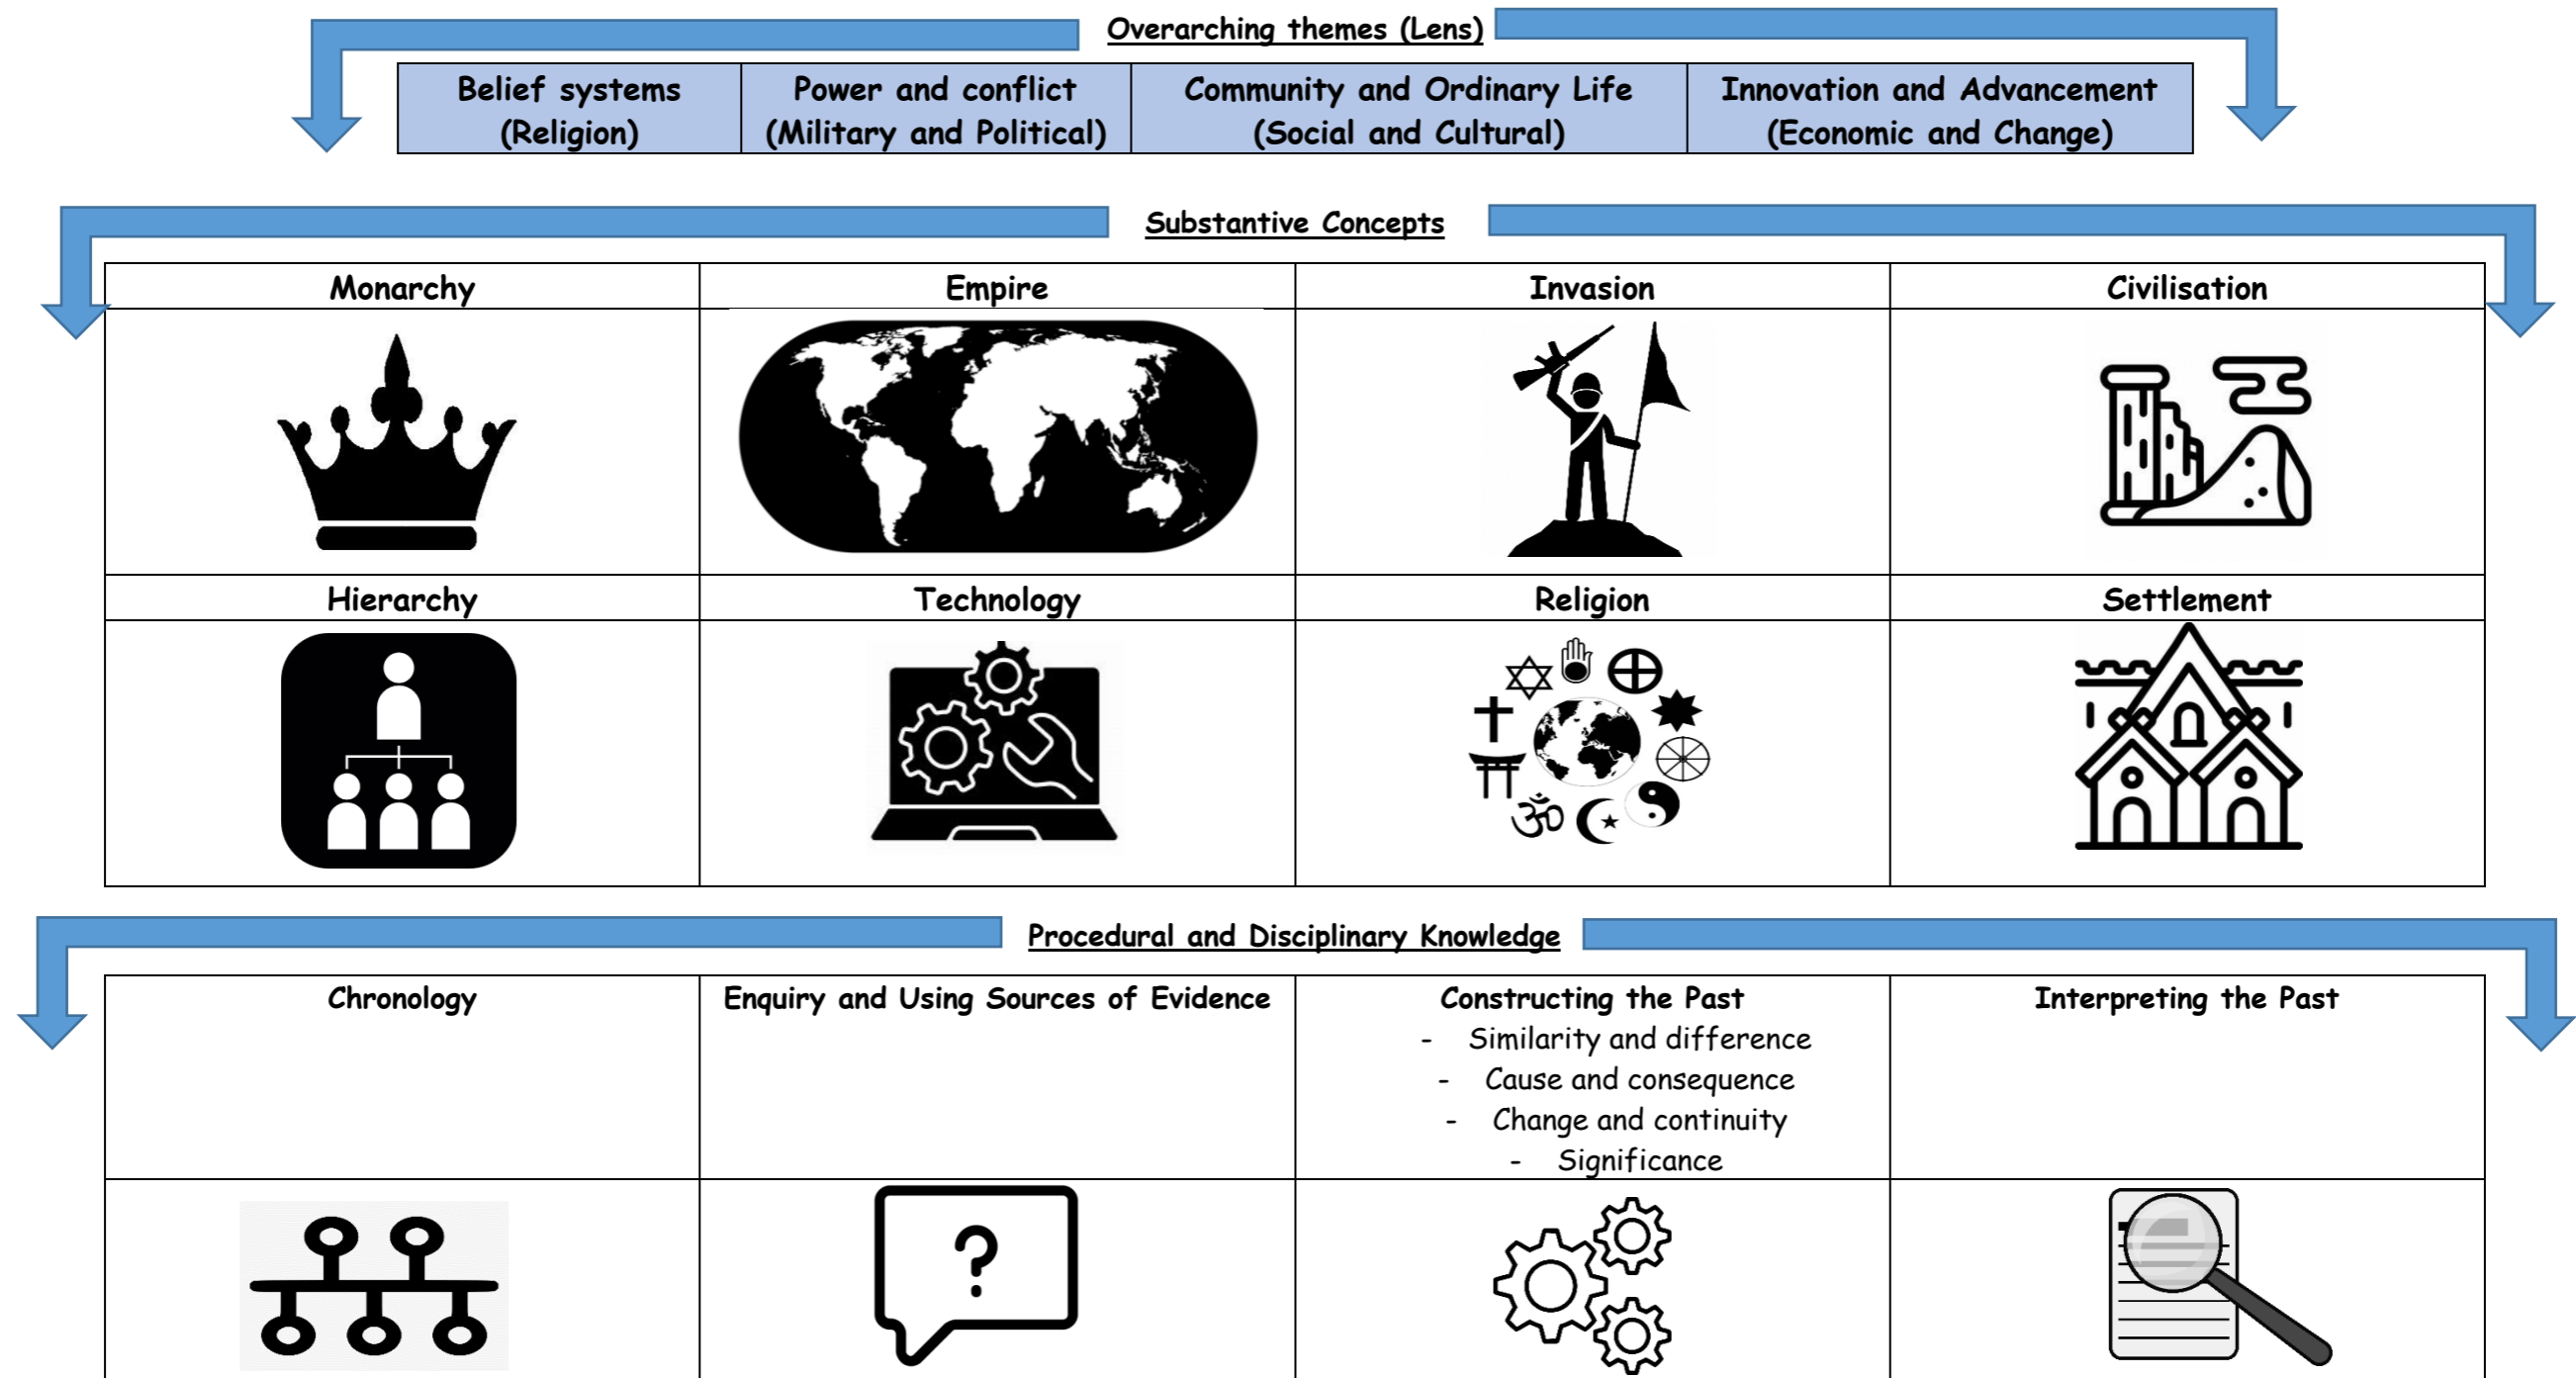 Overarching themes (Lens)
Belief systems
(Religion)
Power and conflict
(Military and Political)
Community and Ordinary Life
(Social and Cultural)
Innovation and Advancement
(Economic and Change)
Substantive Concepts
Monarchy
Empire
Invasion
Civilisation
Hierarchy
Technology
Religion
Settlement
Procedural and Disciplinary Knowledge
Chronology
Enquiry and Using Sources of Evidence
Constructing the Past
- Similarity and difference
- Cause and consequence
- Change and continuity
- Significance
Interpreting the Past
?